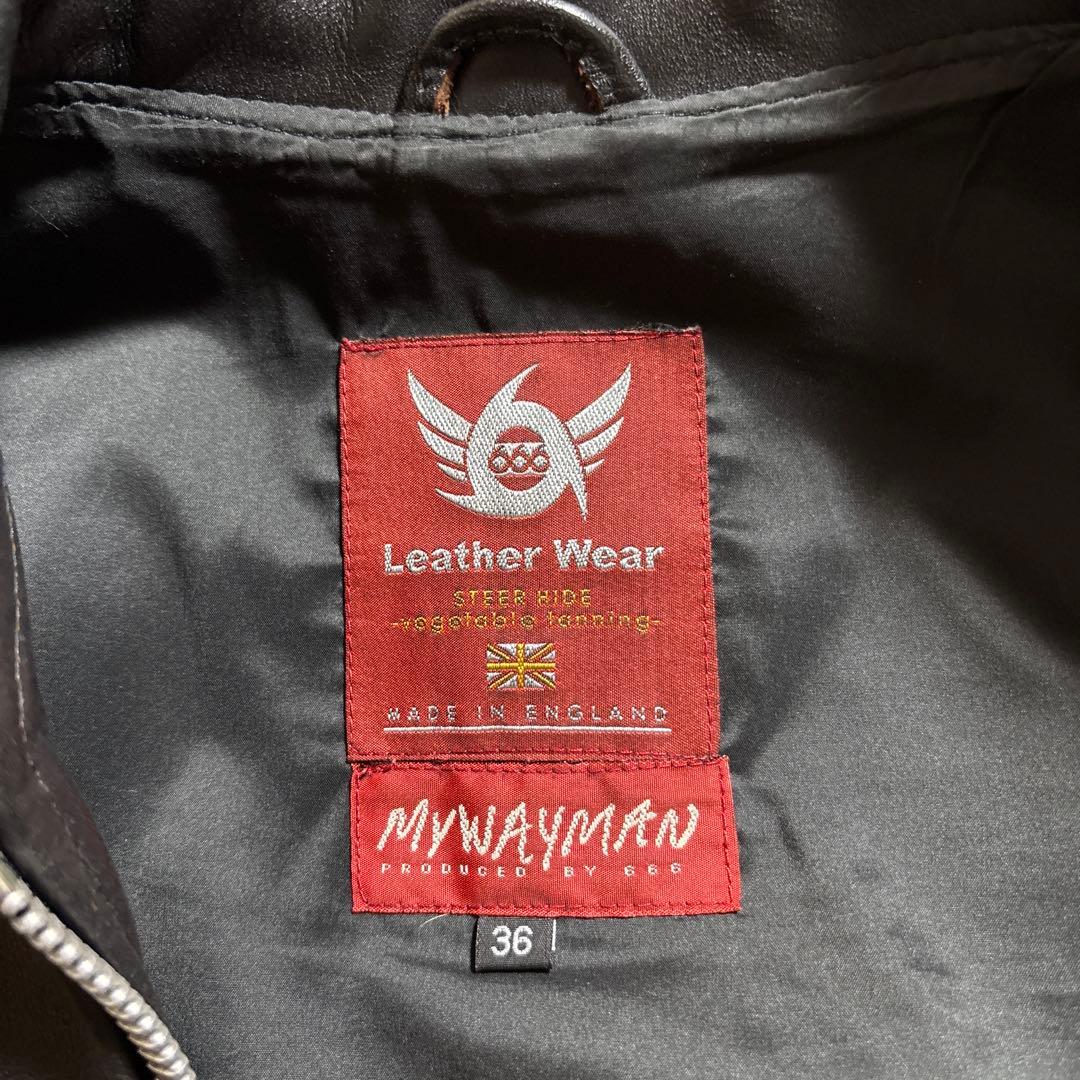 666
Leather Wear
STEER HIDE
-vegetable tanning-
MADE IN ENGLAND
MYWAYMAN
PRODUCED BY 666
36